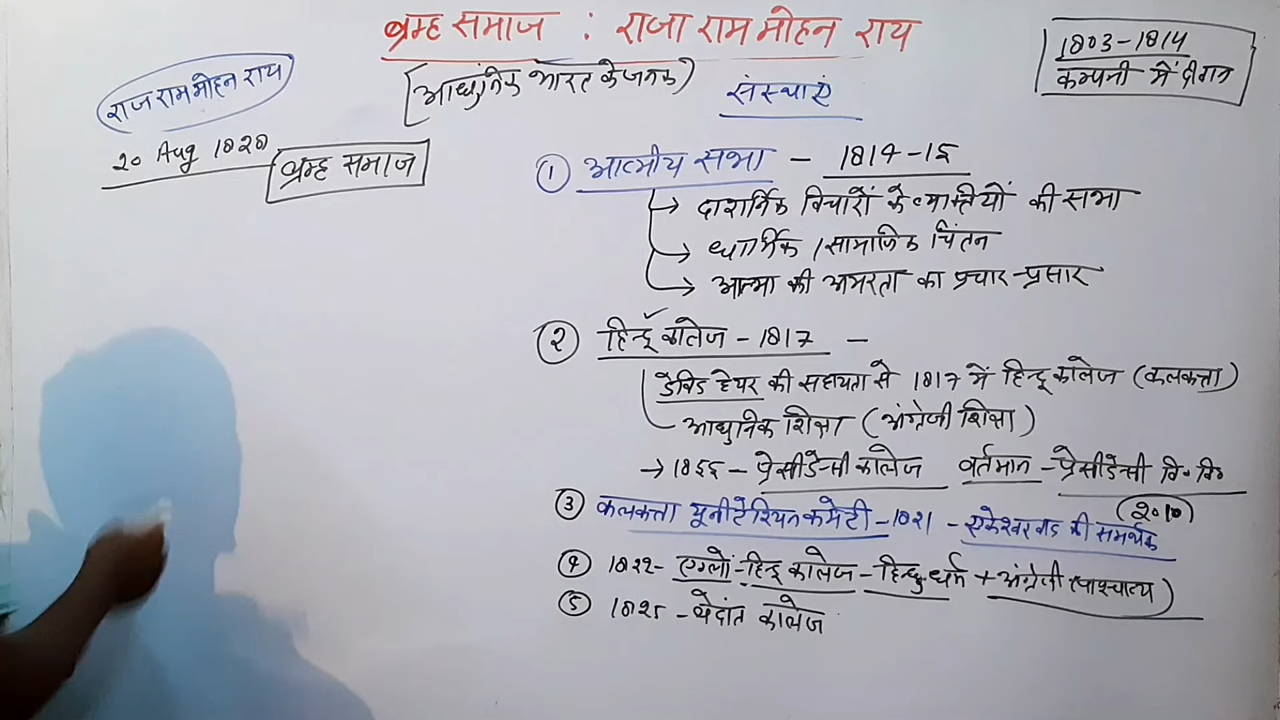 ब्रम्ह समाज : राजा राम मोहन राय
(आधुनिक भारत के जनक)
1803-1814
कम्पनी में दीवान
राजा राम मोहन राय
20 Aug 1828
ब्रम्ह समाज
संस्थाएं
① आत्मीय सभा - 1814-15
→ दार्शनिक विचारों के व्यक्तियों की सभा
→ धार्मिक / सामाजिक चिंतन
→ आत्मा की अमरता का प्रचार-प्रसार
② हिन्दू कालेज - 1817 -
डेविड हेयर की सहायता से 1817 में हिन्दू कालेज (कलकत्ता)
आधुनिक शिक्षा (अंग्रेजी शिक्षा)
→ 1855 - प्रेसीडेन्सी कालेज वर्तमान - प्रेसीडेन्सी वि॰ वि॰
(2010)
③ कलकत्ता यूनीटेरियन कमेटी - 1821 - एकेश्वरवाद की समर्थक
④ 1822 - एंग्लो-हिन्दू कालेज - हिन्दू धर्म + अंग्रेजी (पाश्चात्य)
⑤ 1825 - वेदांत कालेज